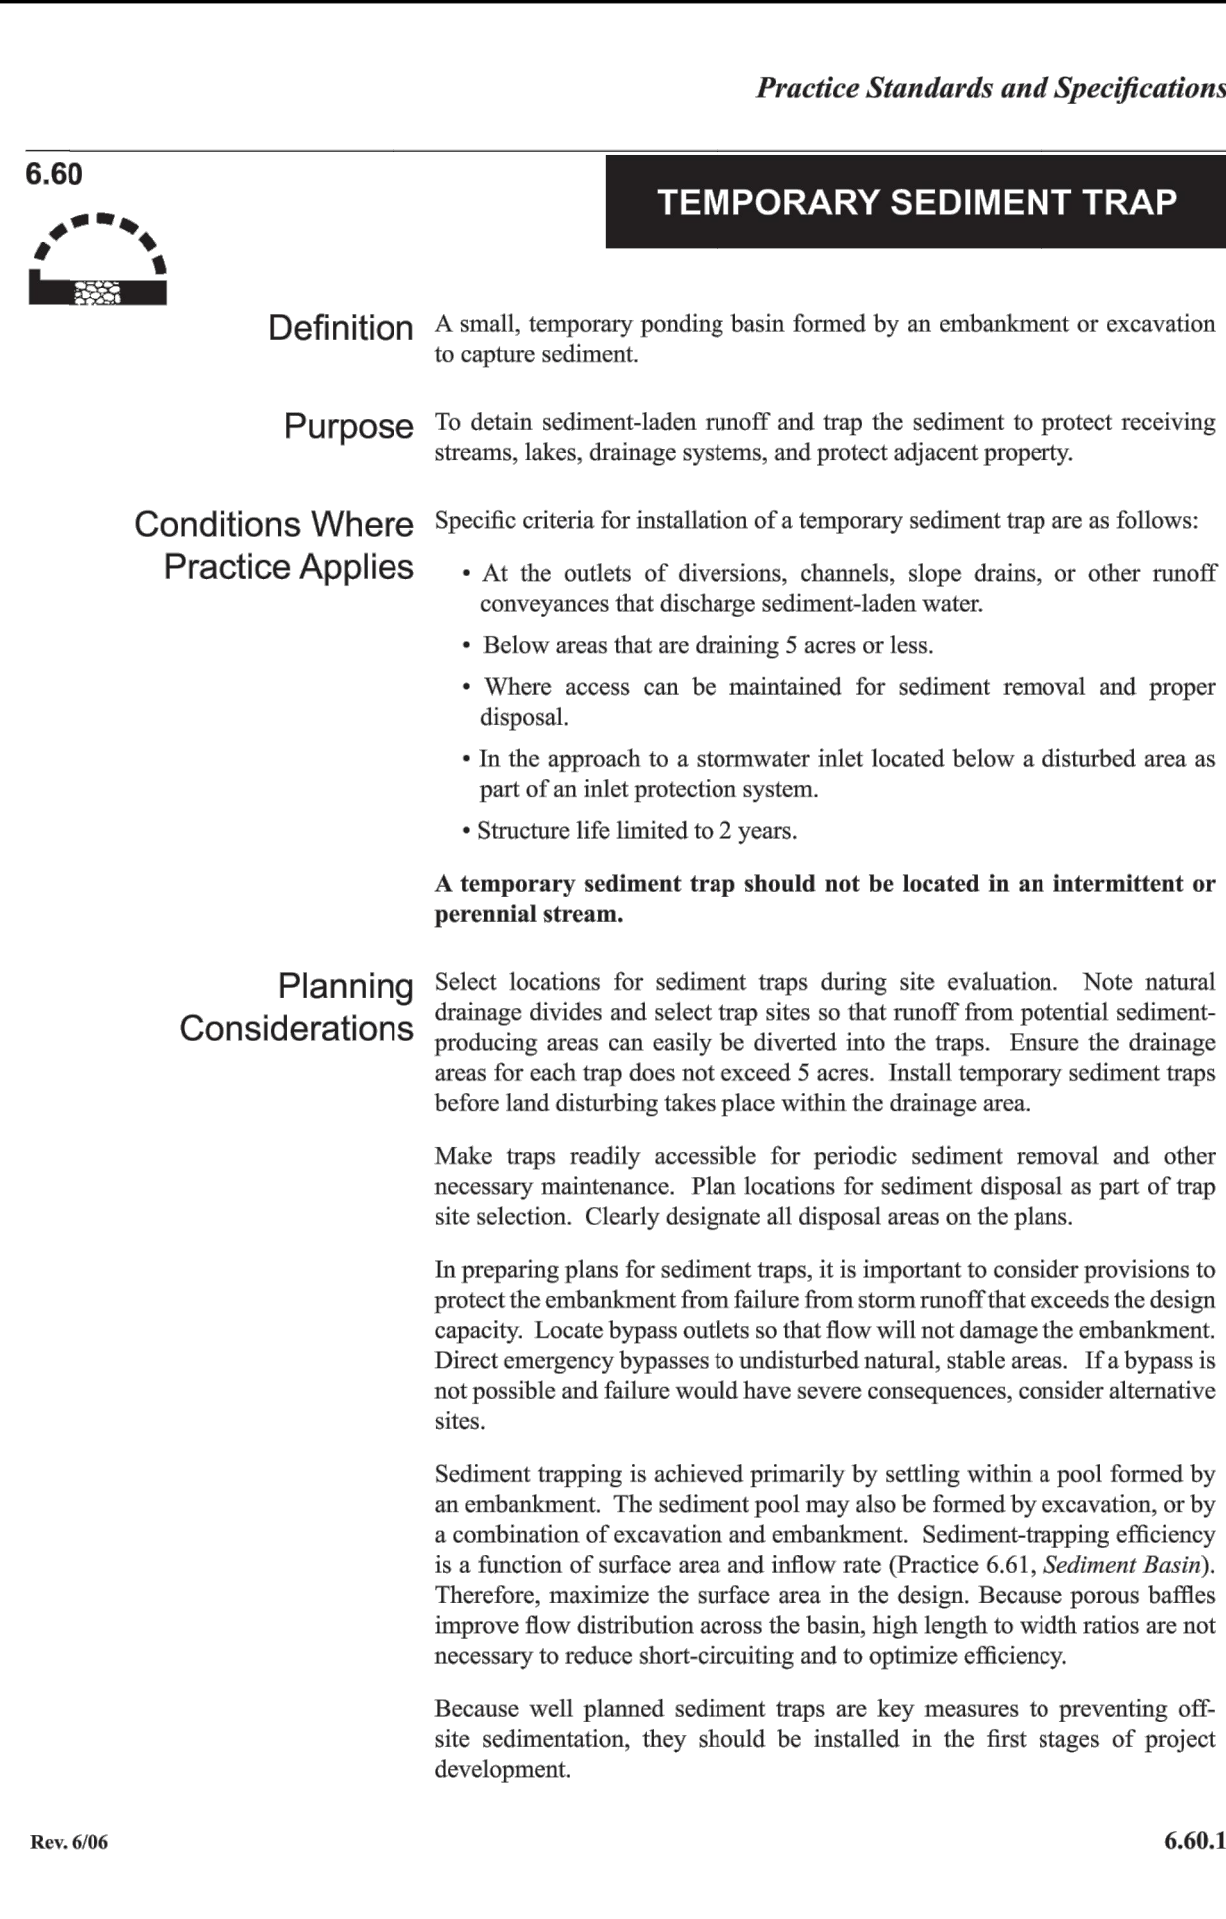 Practice Standards and Specifications
6.60
TEMPORARY SEDIMENT TRAP
Definition
A small, temporary ponding basin formed by an embankment or excavation
to capture sediment.
Purpose
To detain sediment-laden runoff and trap the sediment to protect receiving
streams, lakes, drainage systems, and protect adjacent property.
Conditions Where
Practice Applies
Specific criteria for installation of a temporary sediment trap are as follows:
• At the outlets of diversions, channels, slope drains, or other runoff
conveyances that discharge sediment-laden water.
• Below areas that are draining 5 acres or less.
• Where access can be maintained for sediment removal and proper
disposal.
• In the approach to a stormwater inlet located below a disturbed area as
part of an inlet protection system.
• Structure life limited to 2 years.
A temporary sediment trap should not be located in an intermittent or
perennial stream.
Planning
Considerations
Select locations for sediment traps during site evaluation. Note natural
drainage divides and select trap sites so that runoff from potential sediment-
producing areas can easily be diverted into the traps. Ensure the drainage
areas for each trap does not exceed 5 acres. Install temporary sediment traps
before land disturbing takes place within the drainage area.
Make traps readily accessible for periodic sediment removal and other
necessary maintenance. Plan locations for sediment disposal as part of trap
site selection. Clearly designate all disposal areas on the plans.
In preparing plans for sediment traps, it is important to consider provisions to
protect the embankment from failure from storm runoff that exceeds the design
capacity. Locate bypass outlets so that flow will not damage the embankment.
Direct emergency bypasses to undisturbed natural, stable areas. If a bypass is
not possible and failure would have severe consequences, consider alternative
sites.
Sediment trapping is achieved primarily by settling within a pool formed by
an embankment. The sediment pool may also be formed by excavation, or by
a combination of excavation and embankment. Sediment-trapping efficiency
is a function of surface area and inflow rate (Practice 6.61, Sediment Basin).
Therefore, maximize the surface area in the design. Because porous baffles
improve flow distribution across the basin, high length to width ratios are not
necessary to reduce short-circuiting and to optimize efficiency.
Because well planned sediment traps are key measures to preventing off-
site sedimentation, they should be installed in the first stages of project
development.
Rev. 6/06
6.60.1